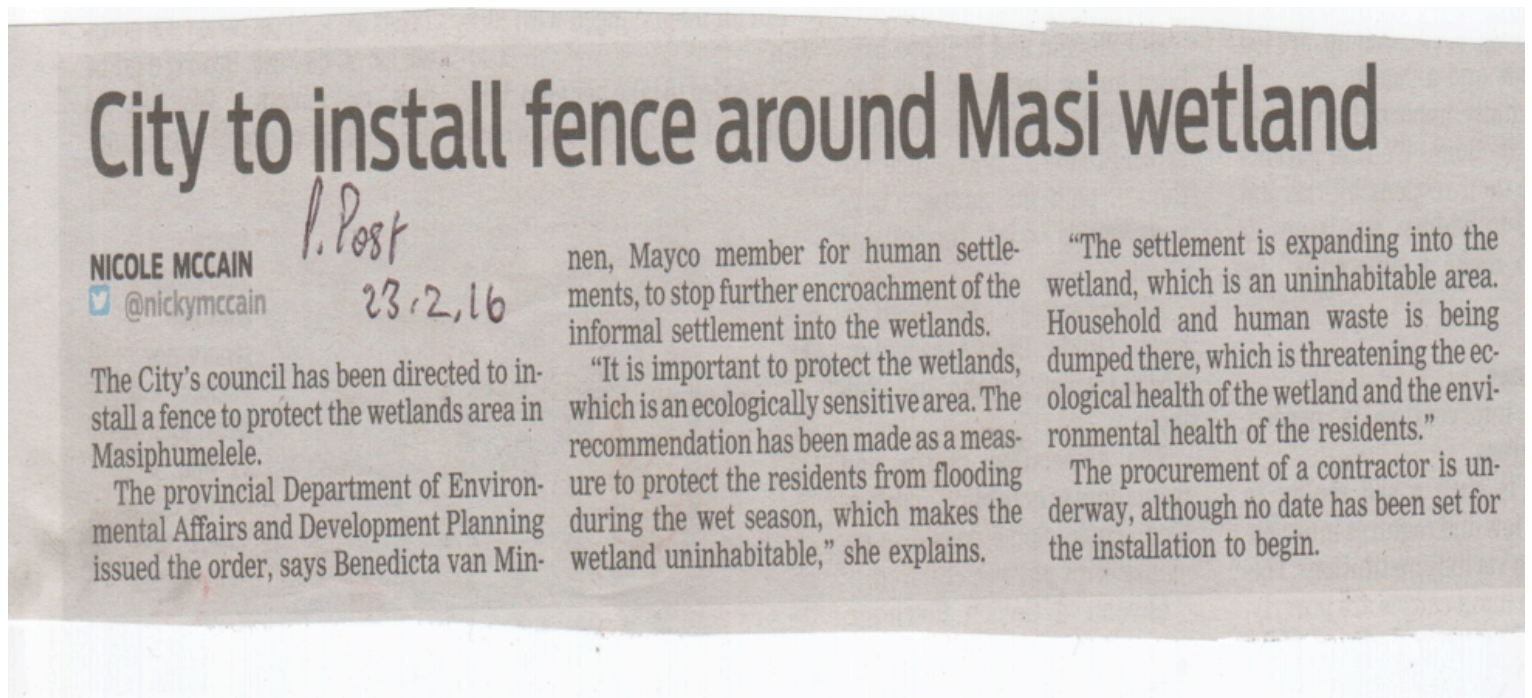 City to install fence around Masi wetland
P. Post
23.2.16
NICOLE MCCAIN
@nickymccain
The City's council has been directed to in-
stall a fence to protect the wetlands area in
Masiphumelele.
The provincial Department of Environ-
mental Affairs and Development Planning
issued the order, says Benedicta van Min-
nen, Mayco member for human settle-
ments, to stop further encroachment of the
informal settlement into the wetlands.
"It is important to protect the wetlands,
which is an ecologically sensitive area. The
recommendation has been made as a meas-
ure to protect the residents from flooding
during the wet season, which makes the
wetland uninhabitable," she explains.
"The settlement is expanding into the
wetland, which is an uninhabitable area.
Household and human waste is being
dumped there, which is threatening the ec-
ological health of the wetland and the envi-
ronmental health of the residents."
The procurement of a contractor is un-
derway, although no date has been set for
the installation to begin.